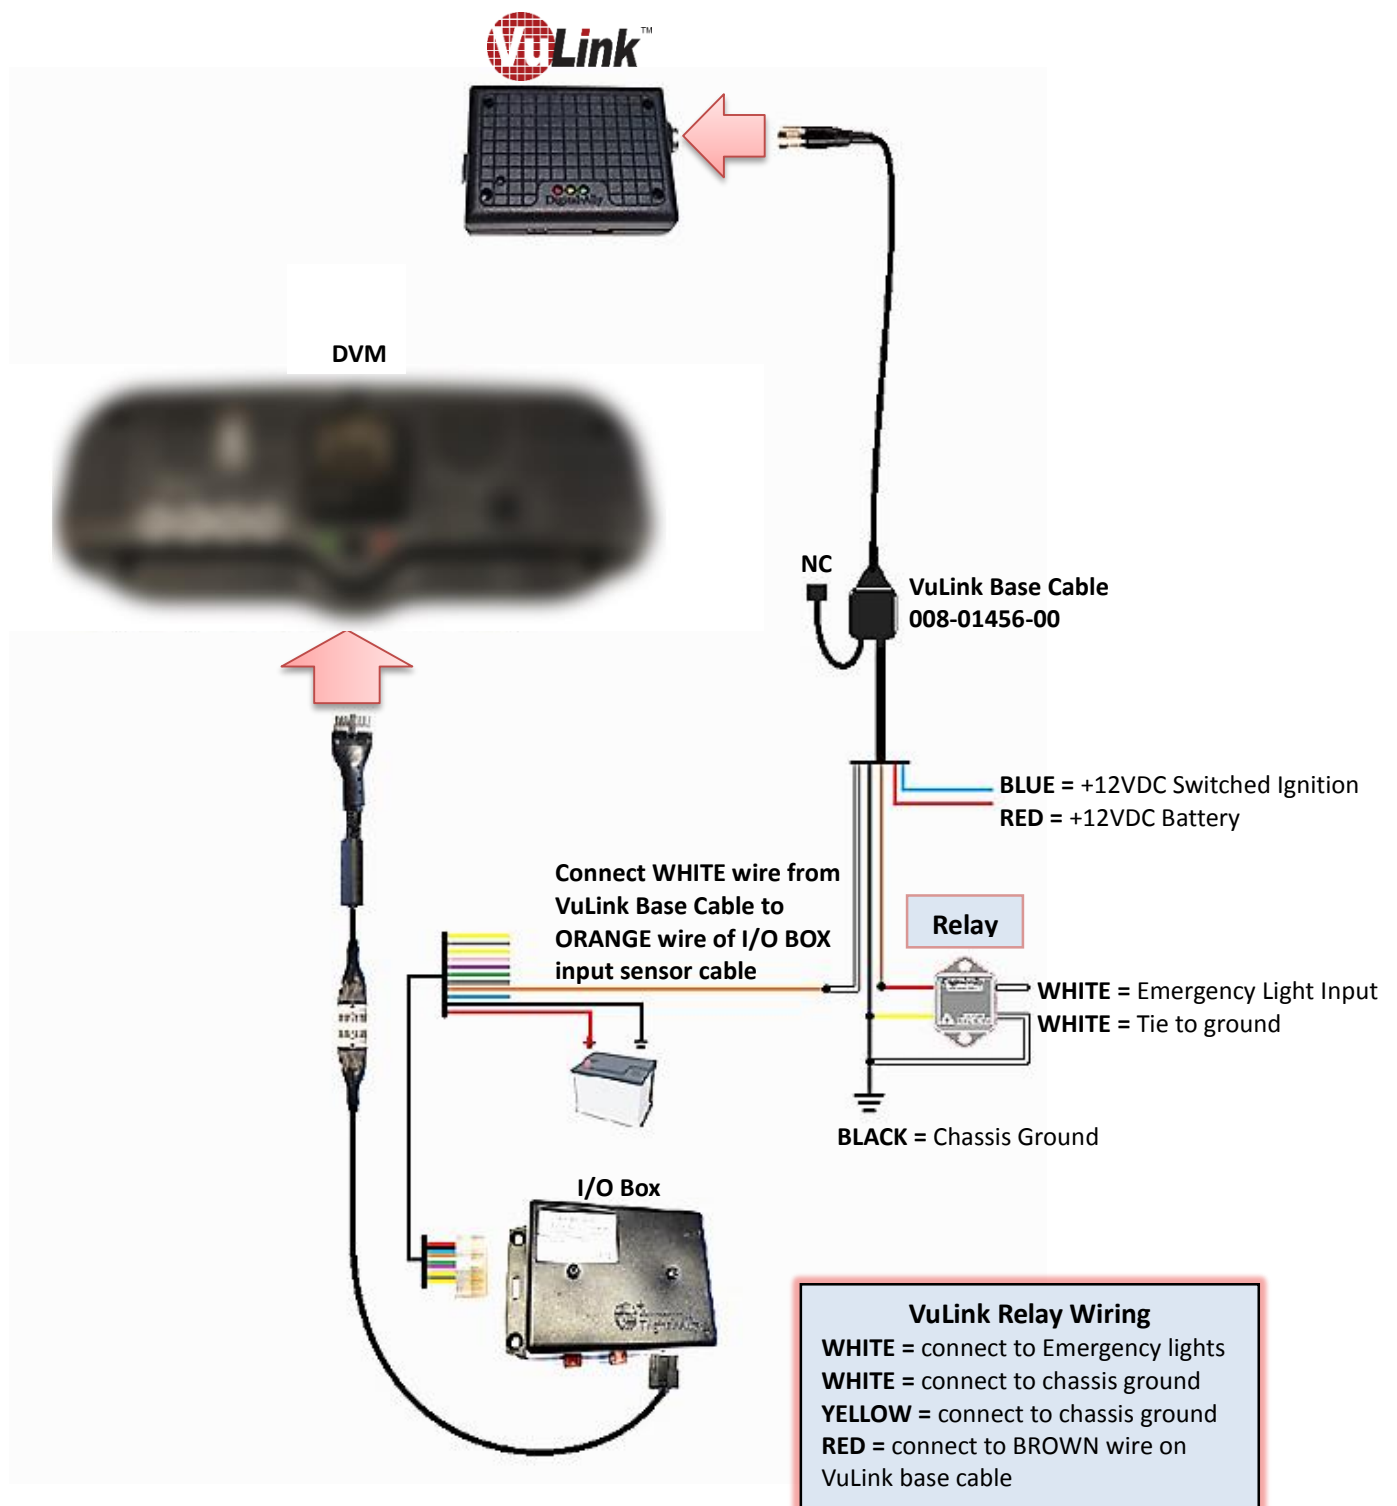 VuLink™
Digital Ally
DVM
NC
VuLink Base Cable
008-01456-00
BLUE = +12VDC Switched Ignition
RED = +12VDC Battery
Connect WHITE wire from
VuLink Base Cable to
ORANGE wire of I/O BOX
input sensor cable
Relay
WHITE = Emergency Light Input
WHITE = Tie to ground
BLACK = Chassis Ground
I/O Box
VuLink Relay Wiring
WHITE = connect to Emergency lights
WHITE = connect to chassis ground
YELLOW = connect to chassis ground
RED = connect to BROWN wire on
VuLink base cable